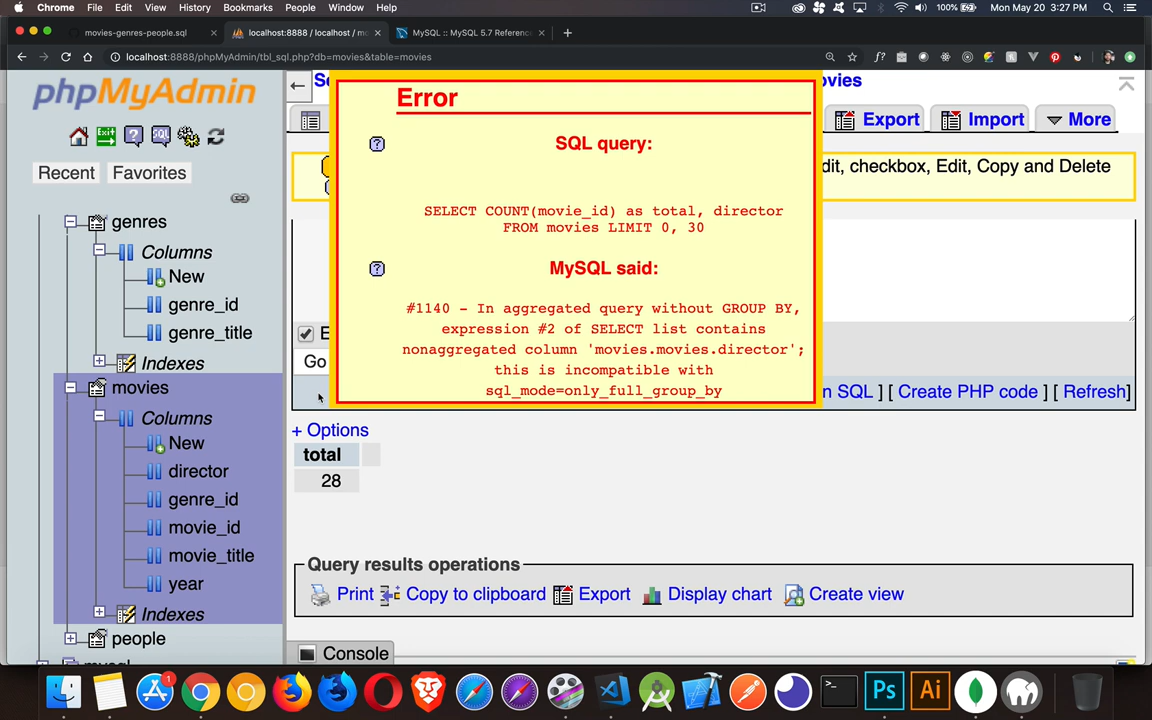 Chrome File Edit View History Bookmarks People Window Help 100% Mon May 20 3:27 PM
movies-genres-people.sql localhost:8888 / localhost / mo MySQL :: MySQL 5.7 Referenc
localhost:8888/phpMyAdmin/tbl_sql.php?db=movies&table=movies
phpMyAdmin
Recent Favorites
genres
Columns
New
genre_id
genre_title
Indexes
movies
Columns
New
director
genre_id
movie_id
movie_title
year
Indexes
people
Se
ovies
Export Import More
dit, checkbox, Edit, Copy and Delete
Error
SQL query:
SELECT COUNT(movie_id) as total, director
FROM movies LIMIT 0, 30
MySQL said:
#1140 - In aggregated query without GROUP BY,
expression #2 of SELECT list contains
nonaggregated column 'movies.movies.director';
this is incompatible with
sql_mode=only_full_group_by
E
Go
n SQL ] [ Create PHP code ] [ Refresh]
+ Options
total
28
Query results operations
Print Copy to clipboard Export Display chart Create view
Console